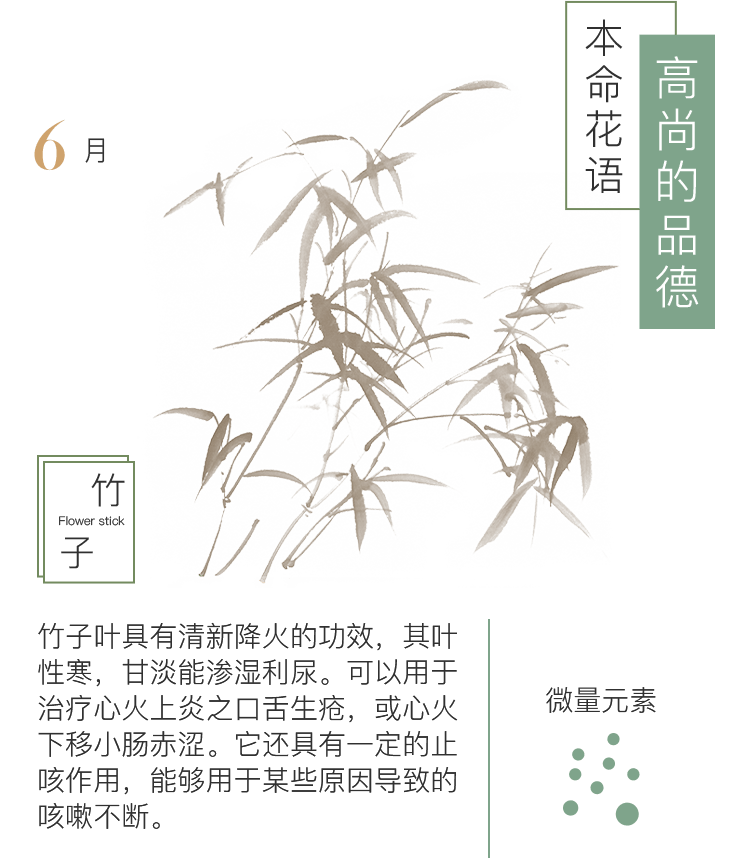 本命花语
高尚的品德
6月
竹子
Flower stick
竹子叶具有清新降火的功效，其叶
性寒，甘淡能渗湿利尿。可以用于
治疗心火上炎之口舌生疮，或心火
下移小肠赤涩。它还具有一定的止
咳作用，能够用于某些原因导致的
咳嗽不断。
微量元素